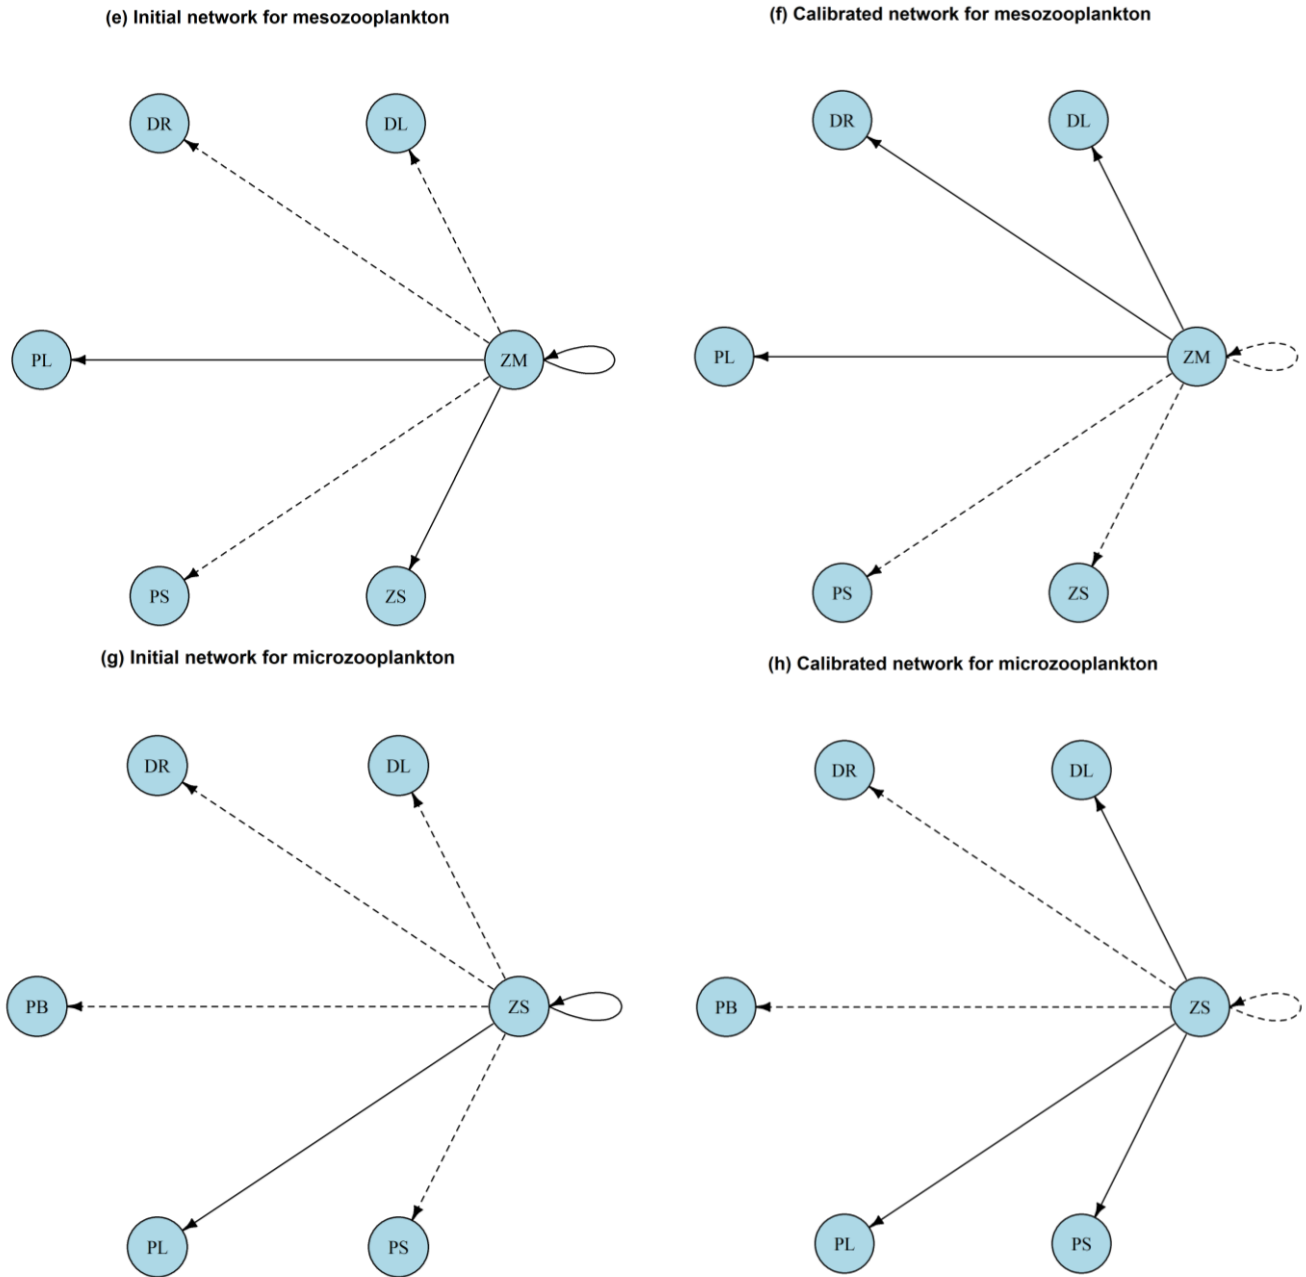 (e) Initial network for mesozooplankton
(f) Calibrated network for mesozooplankton
DR
DL
DR
DL
PL
ZM
PL
ZM
PS
ZS
PS
ZS
(g) Initial network for microzooplankton
(h) Calibrated network for microzooplankton
DR
DL
DR
DL
PB
ZS
PB
ZS
PL
PS
PL
PS